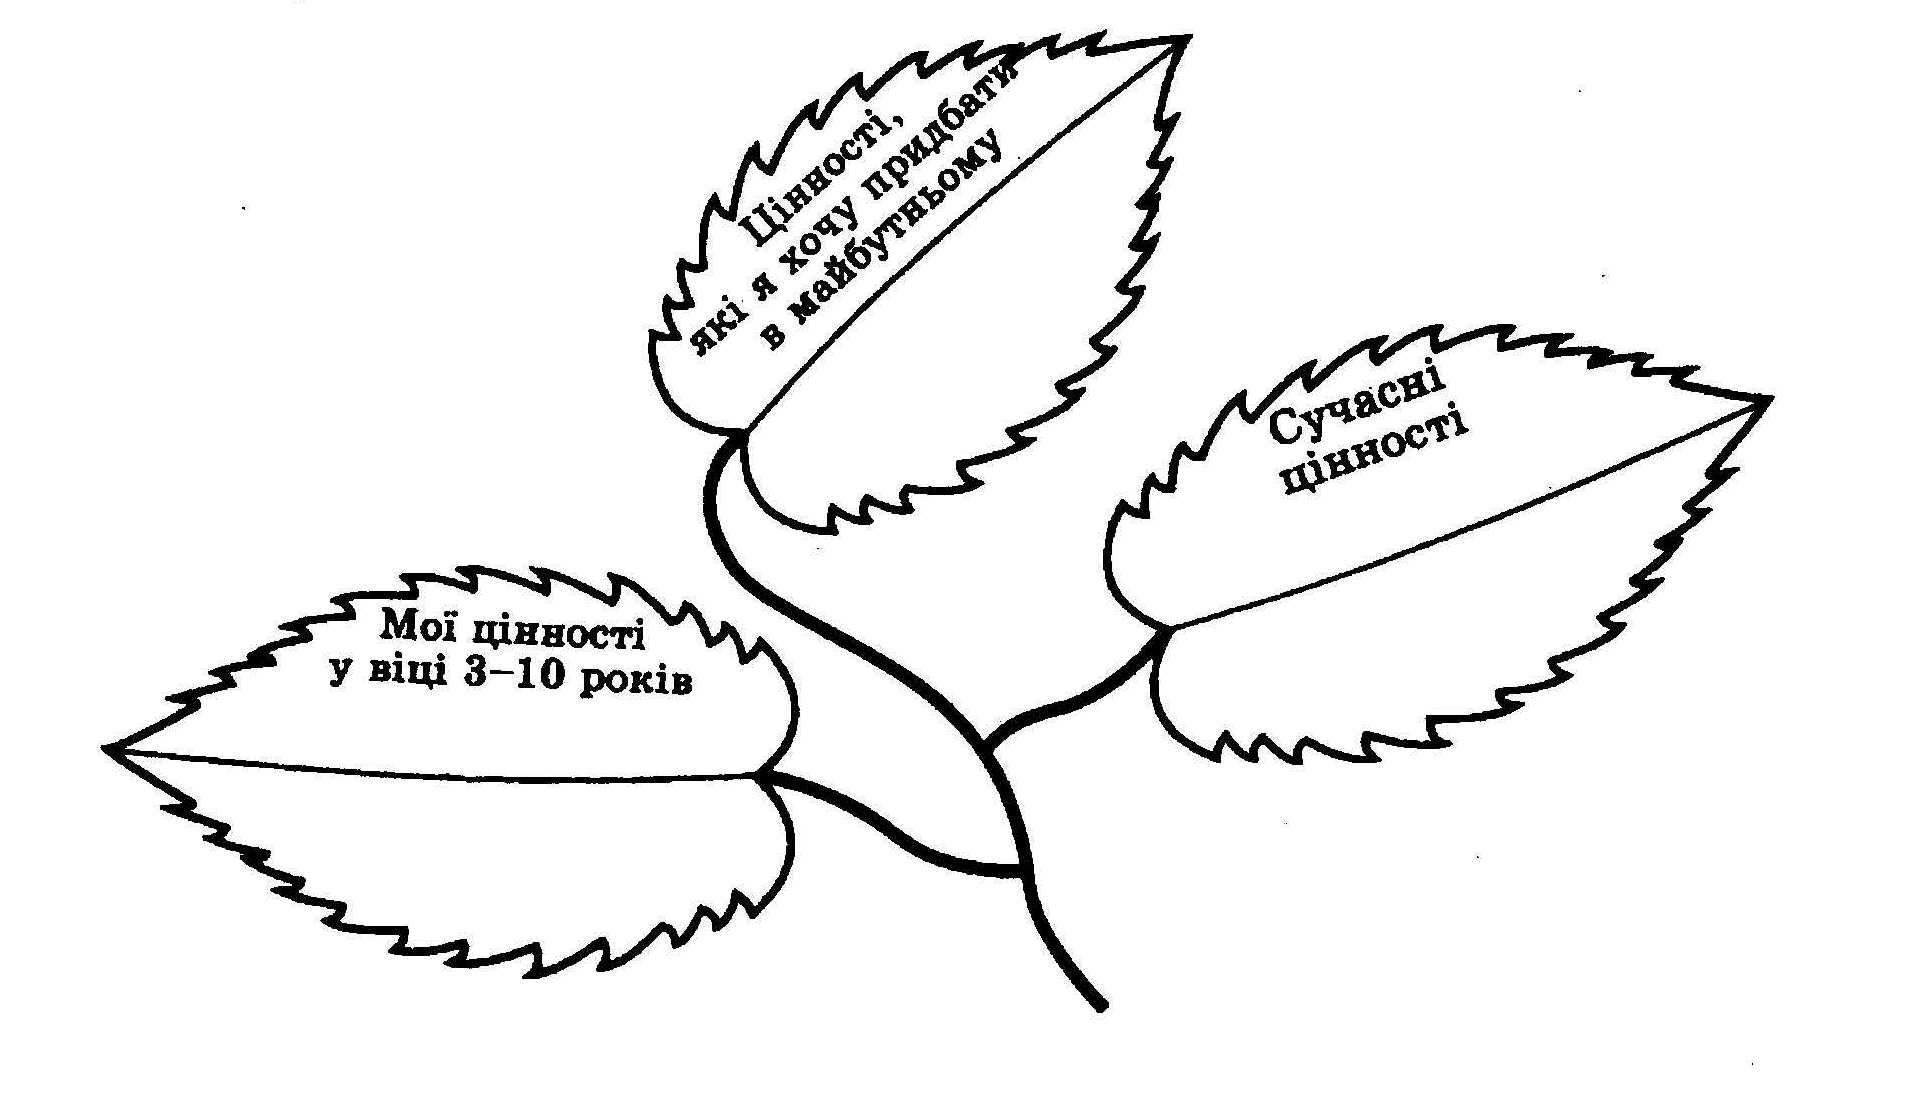 Цінності,
які я хочу придбати
в майбутньому
Сучасні
цінності
Мої цінності
у віці 3–10 років